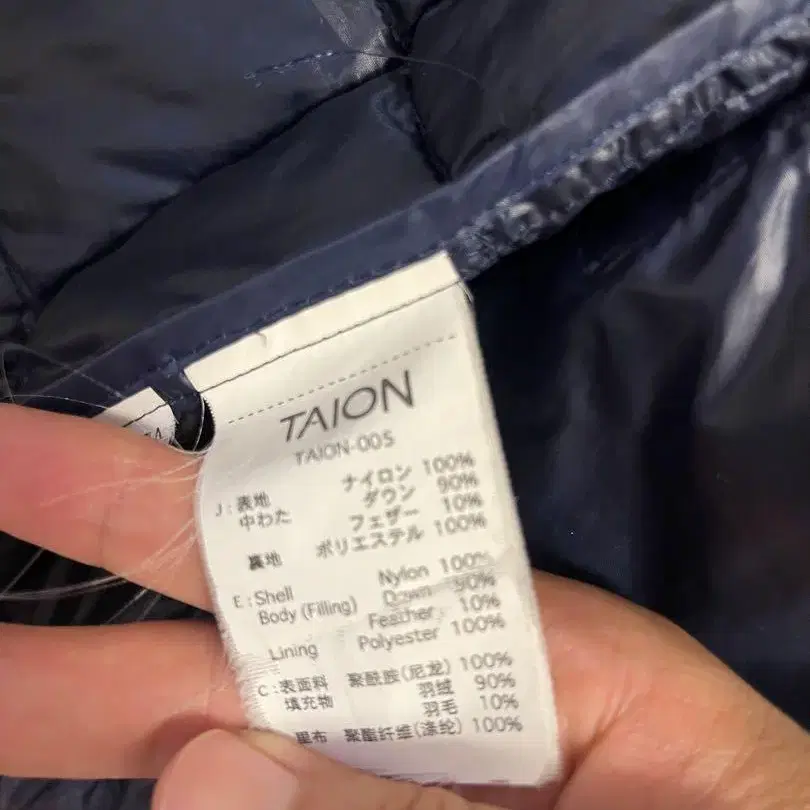 TAION
TAION-005
J:表地 ナイロン 100%
中わた ダウン 90%
フェザー 10%
裏地 ポリエステル 100%
E:Shell Nylon 100%
Body (Filling) Down 90%
Feather 10%
Lining Polyester 100%
C:表面料 聚酰胺(尼龙) 100%
填充物 羽绒 90%
羽毛 10%
里布 聚酯纤维(涤纶) 100%